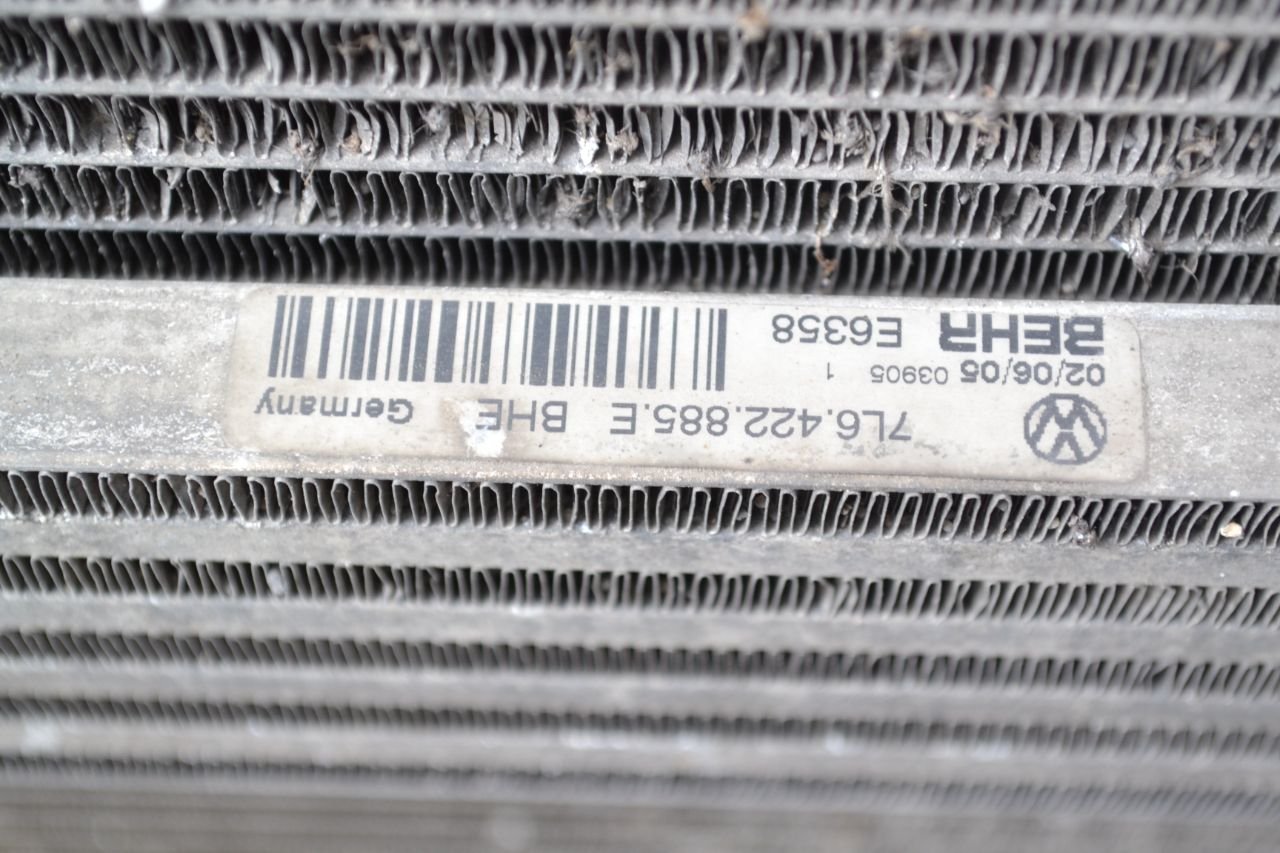 BEHR E6358
02/06/05 03905 1
7L6.422.885.E BHE E
Germany